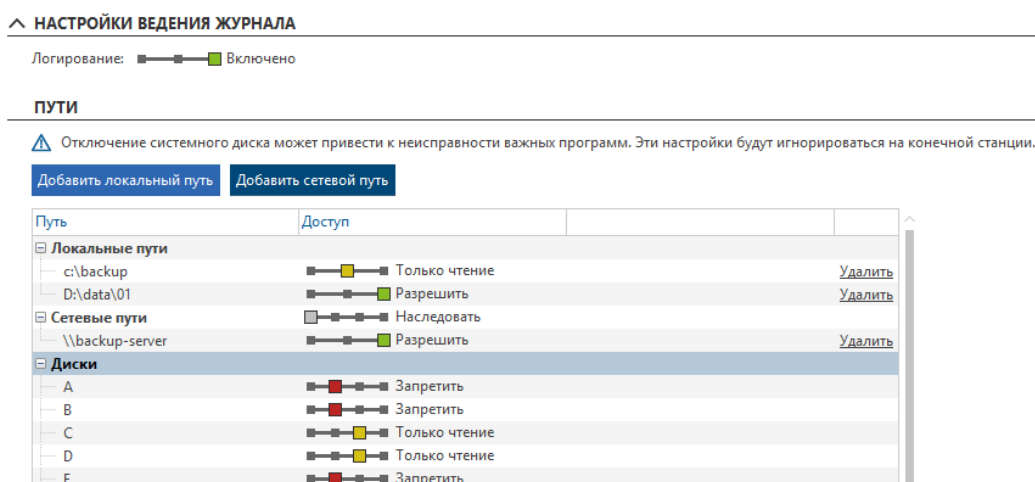 НАСТРОЙКИ ВЕДЕНИЯ ЖУРНАЛА
Логирование: Включено
ПУТИ
Отключение системного диска может привести к неисправности важных программ. Эти настройки будут игнорироваться на конечной станции.
Добавить локальный путь Добавить сетевой путь
Путь Доступ
Локальные пути
c:\backup Только чтение Удалить
D:\data\01 Разрешить Удалить
Сетевые пути Наследовать
\\backup-server Разрешить Удалить
Диски
A Запретить
B Запретить
C Только чтение
D Только чтение
Запретить